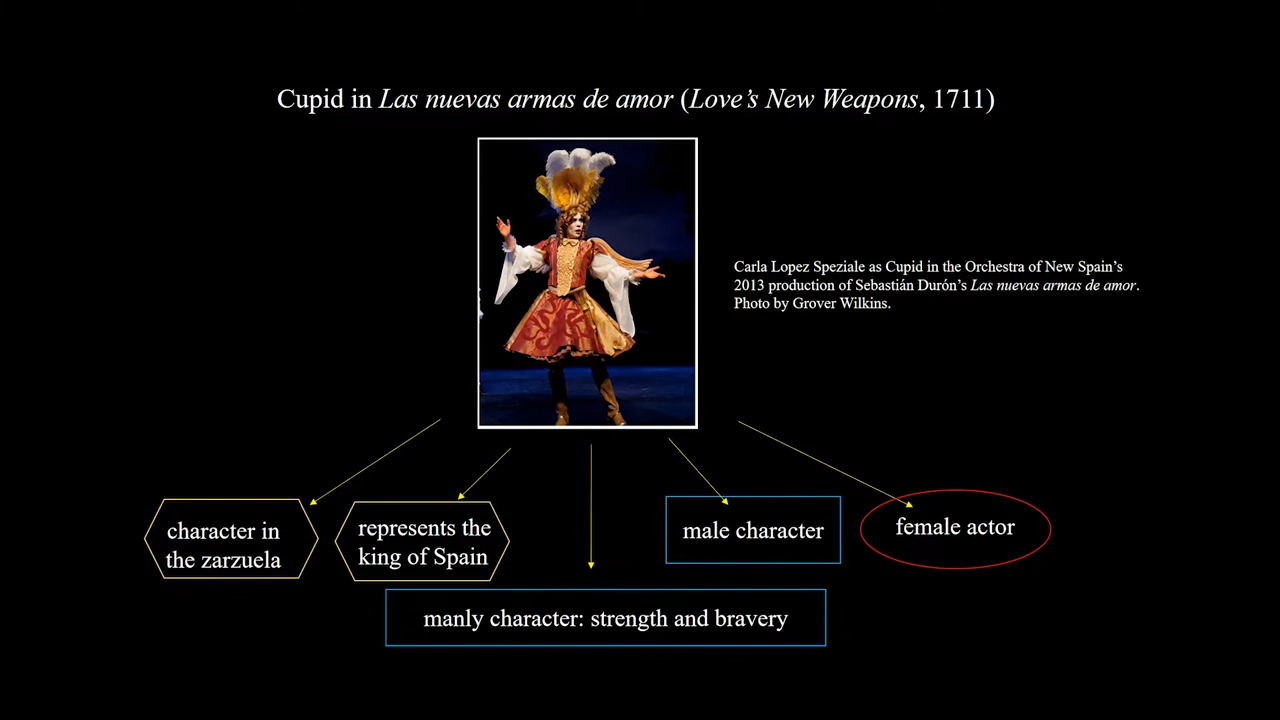 Cupid in Las nuevas armas de amor (Love’s New Weapons, 1711)
Carla Lopez Speziale as Cupid in the Orchestra of New Spain’s
2013 production of Sebastián Durón’s Las nuevas armas de amor.
Photo by Grover Wilkins.
character in
the zarzuela
represents the
king of Spain
manly character: strength and bravery
male character
female actor